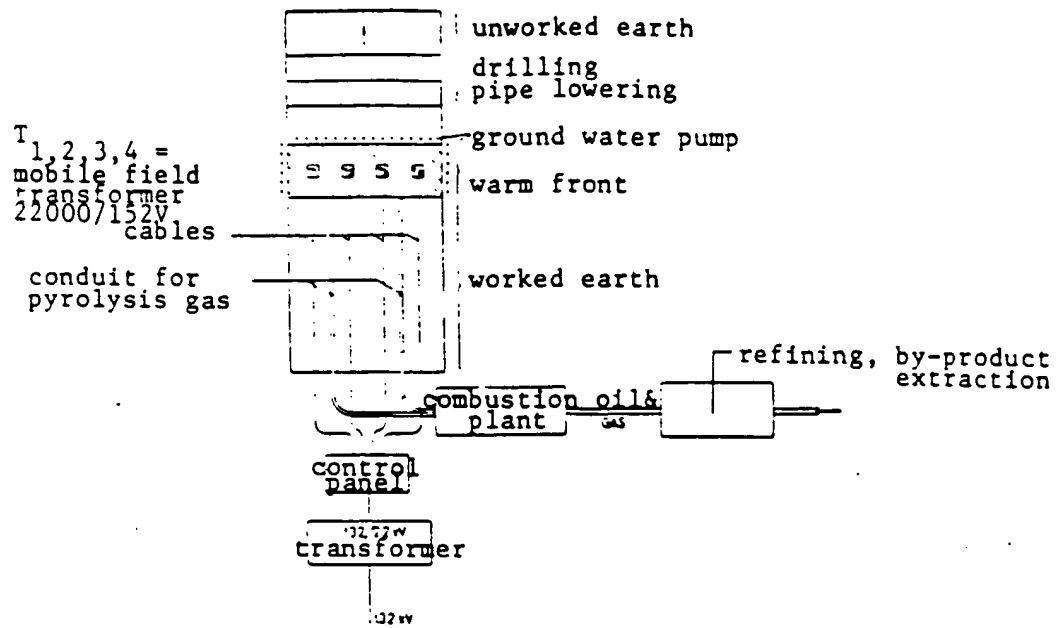 unworked earth
drilling
pipe lowering
ground water pump
T
1,2,3,4 =
mobile field
transformer
22000/152V
warm front
cables
conduit for
pyrolysis gas
worked earth
refining, by-product
extraction
combustion oil&
plant
GAS
control
panel
transformer